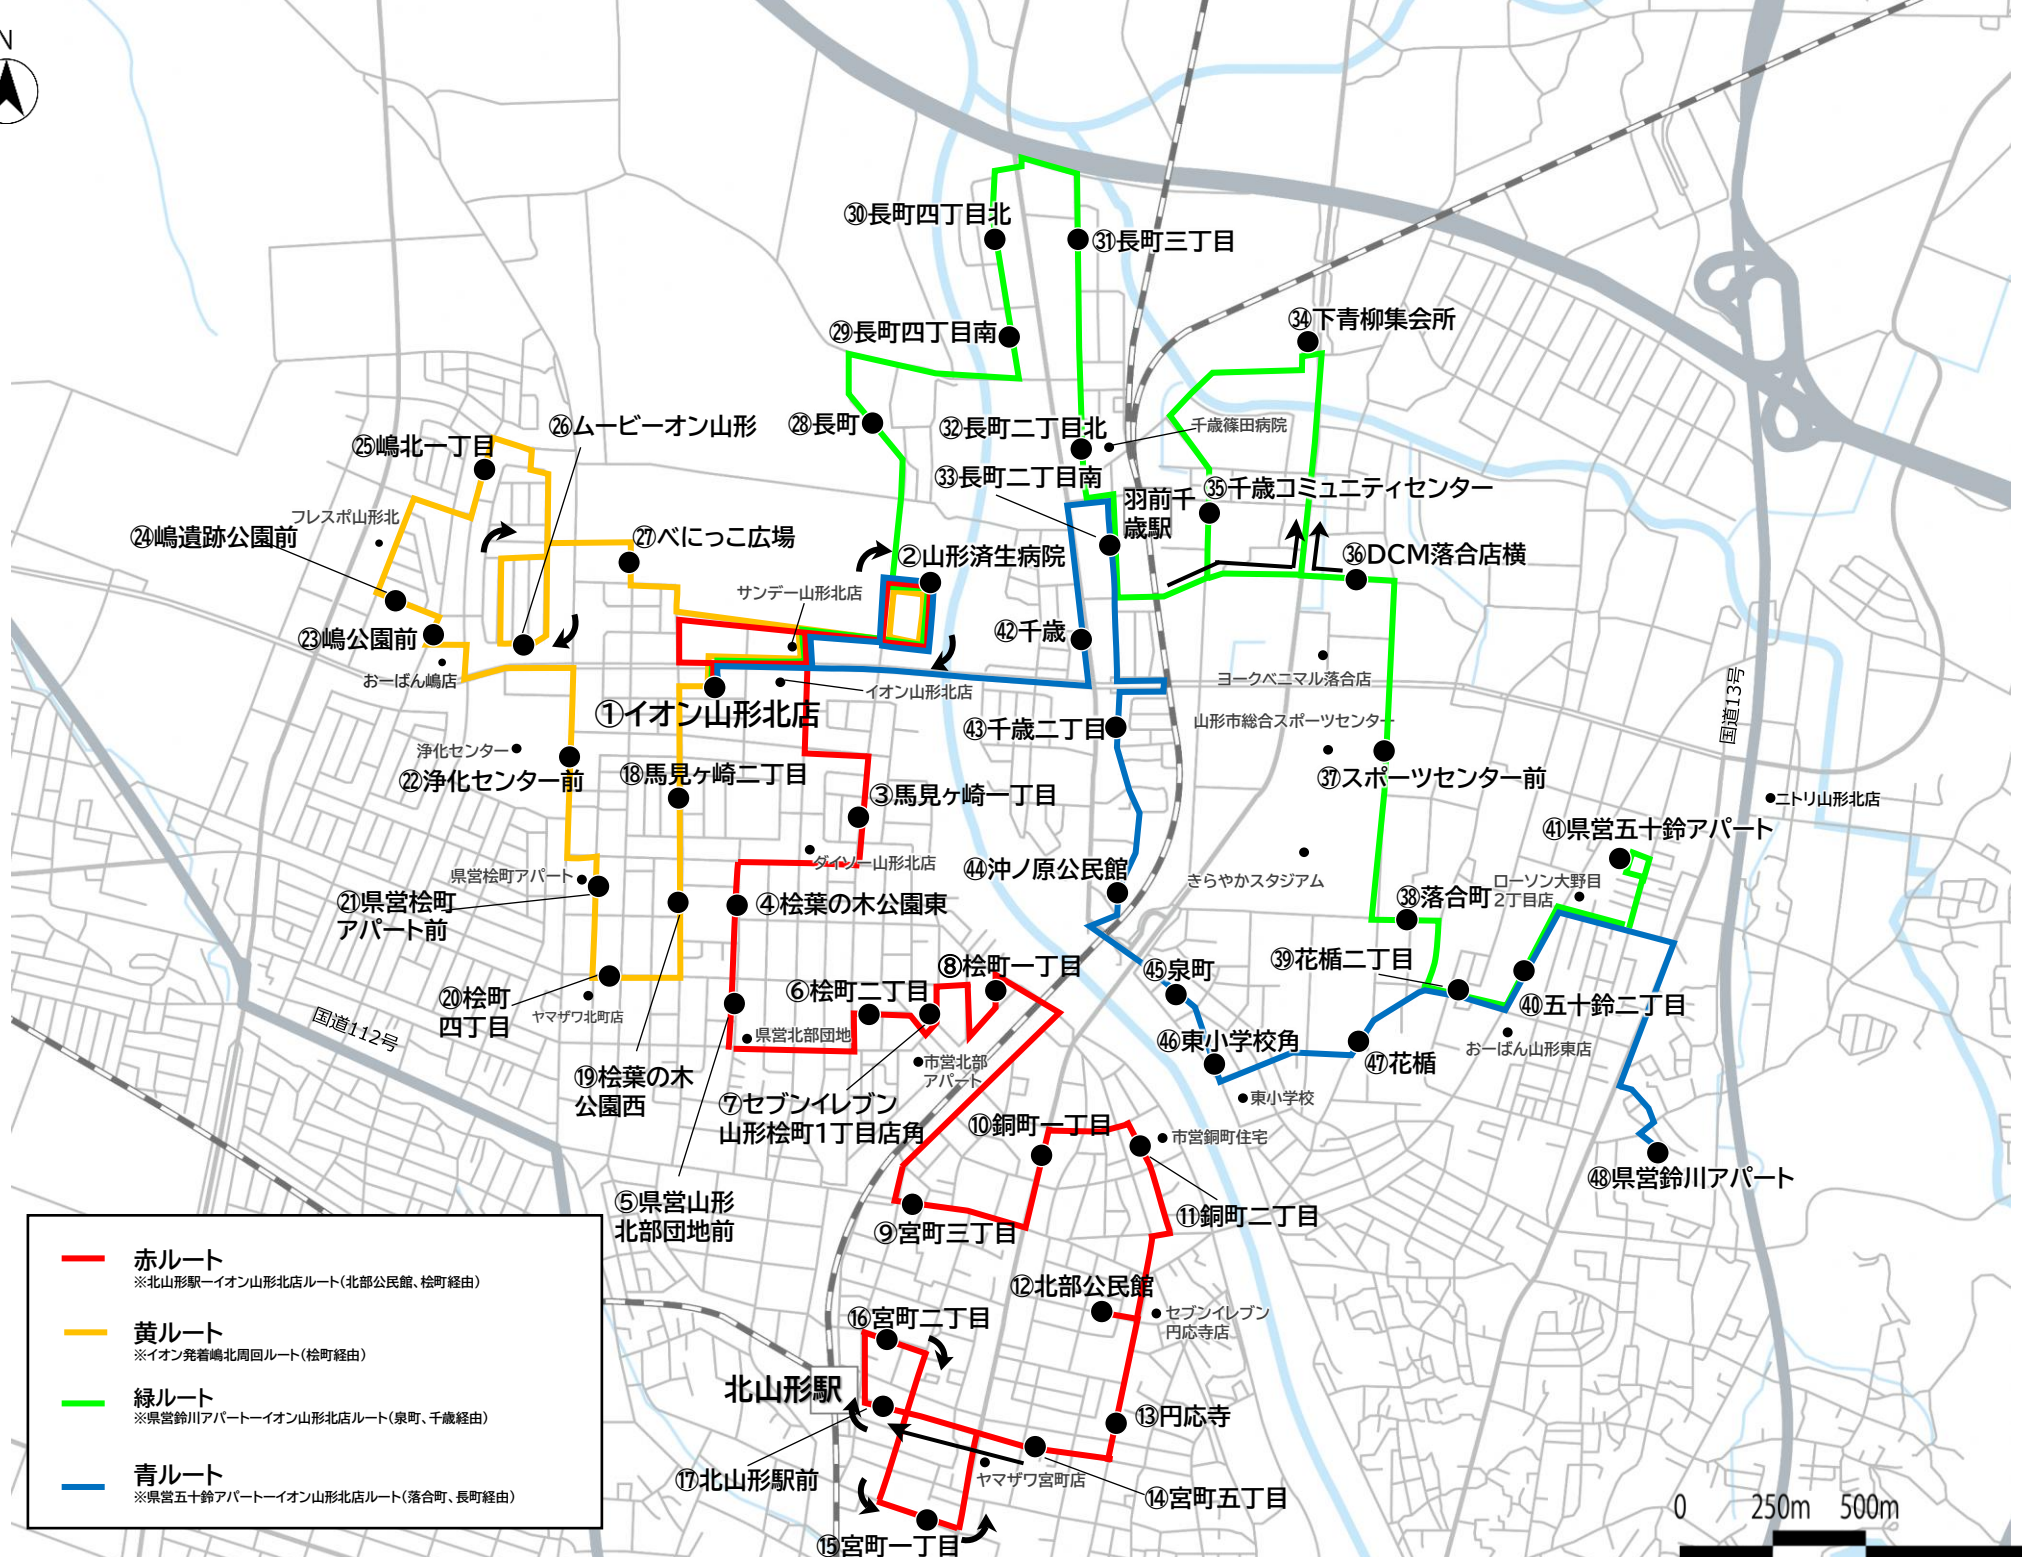 N
㉚長町四丁目北
㉛長町三丁目
㉙長町四丁目南
㉞下青柳集会所
㉘長町
㉜長町二丁目北
千歳篠田病院
㉖ムービーオン山形
㉕嶋北一丁目
㉝長町二丁目南
羽前千
歳駅
㉟千歳コミュニティセンター
フレスポ山形北
㉔嶋遺跡公園前
㉗べにっこ広場
②山形済生病院
㊱DCM落合店横
サンデー山形北店
㉓嶋公園前
㊷千歳
おーばん嶋店
イオン山形北店
ヨークベニマル落合店
①イオン山形北店
㊸千歳二丁目
山形市総合スポーツセンター
国道13号
浄化センター
㉒浄化センター前
⑱馬見ヶ崎二丁目
㊲スポーツセンター前
③馬見ヶ崎一丁目
ニトリ山形北店
㊶県営五十鈴アパート
ダイソー山形北店
㊹沖ノ原公民館
県営桧町アパート
きらやかスタジアム
ローソン大野目
2丁目店
㉑県営桧町
アパート前
④桧葉の木公園東
㊳落合町
㊴花楯二丁目
⑧桧町一丁目
㊺泉町
⑥桧町二丁目
⑳桧町
四丁目
ヤマザワ北町店
㊵五十鈴二丁目
国道112号
県営北部団地
㊻東小学校角
おーばん山形東店
市営北部
アパート
㊼花楯
⑲桧葉の木
公園西
⑦セブンイレブン
山形桧町1丁目店角
東小学校
⑩銅町一丁目
市営銅町住宅
㊽県営鈴川アパート
⑤県営山形
北部団地前
⑨宮町三丁目
⑪銅町二丁目
⑫北部公民館
セブンイレブン
円応寺店
⑯宮町二丁目
北山形駅
⑬円応寺
⑰北山形駅前
ヤマザワ宮町店
⑭宮町五丁目
⑮宮町一丁目
赤ルート
※北山形駅ーイオン山形北店ルート(北部公民館、桧町経由)
黄ルート
※イオン発着嶋北周回ルート(桧町経由)
緑ルート
※県営鈴川アパートーイオン山形北店ルート(泉町、千歳経由)
青ルート
※県営五十鈴アパートーイオン山形北店ルート(落合町、長町経由)
0 250m 500m